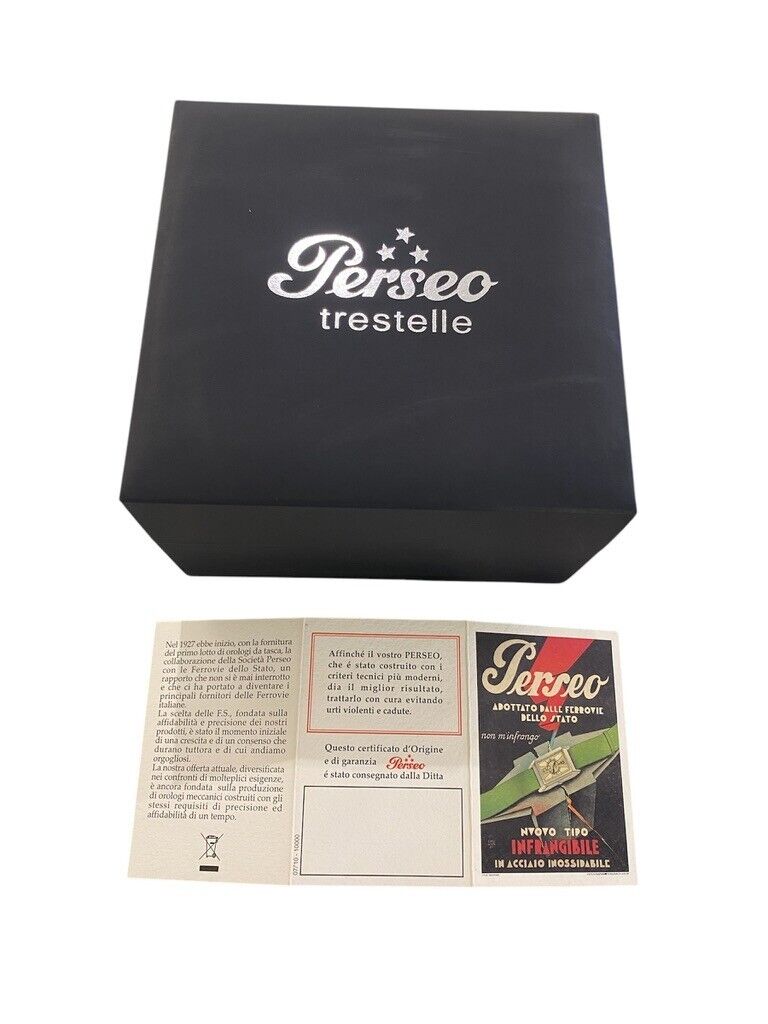 Perseo
trestelle
Nel 1927 ebbe inizio, con la fornitura
del primo lotto di orologi da tasca, la
collaborazione della Società Perseo
con le Ferrovie dello Stato, un
rapporto che non si è mai interrotto
e che ci ha portato a diventare i
principali fornitori delle Ferrovie
italiane.
La scelta delle F.S., fondata sulla
affidabilità e precisione dei nostri
prodotti, è stato il momento iniziale
di una crescita e di un consenso che
durano tuttora e di cui andiamo
orgogliosi.
La nostra offerta attuale, diversificata
nei confronti di molteplici esigenze,
è ancora fondata sulla produzione
di orologi meccanici costruiti con gli
stessi requisiti di precisione ed
affidabilità di un tempo.
Affinché il vostro PERSEO,
che é stato costruito con i
criteri tecnici più moderni,
dia il miglior risultato,
trattarlo con cura evitando
urti violenti e cadute.
Questo certificato d'Origine
e di garanzia Perseo
é stato consegnato dalla Ditta
07/10 - 10000
Perseo
ADOTTATO DALLE FERROVIE
DELLO STATO
non m'infrango
NVOVO TIPO
INFRANGIBILE
IN ACCIAIO INOSSIDABILE